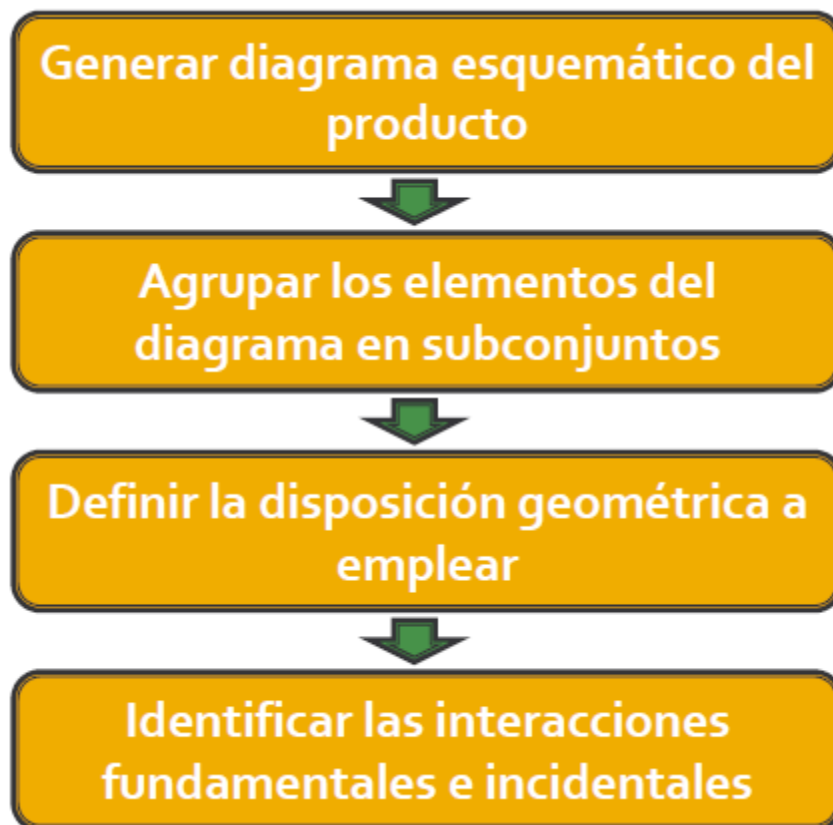 Generar diagrama esquemático del
producto
Agrupar los elementos del
diagrama en subconjuntos
Definir la disposición geométrica a
emplear
Identificar las interacciones
fundamentales e incidentales